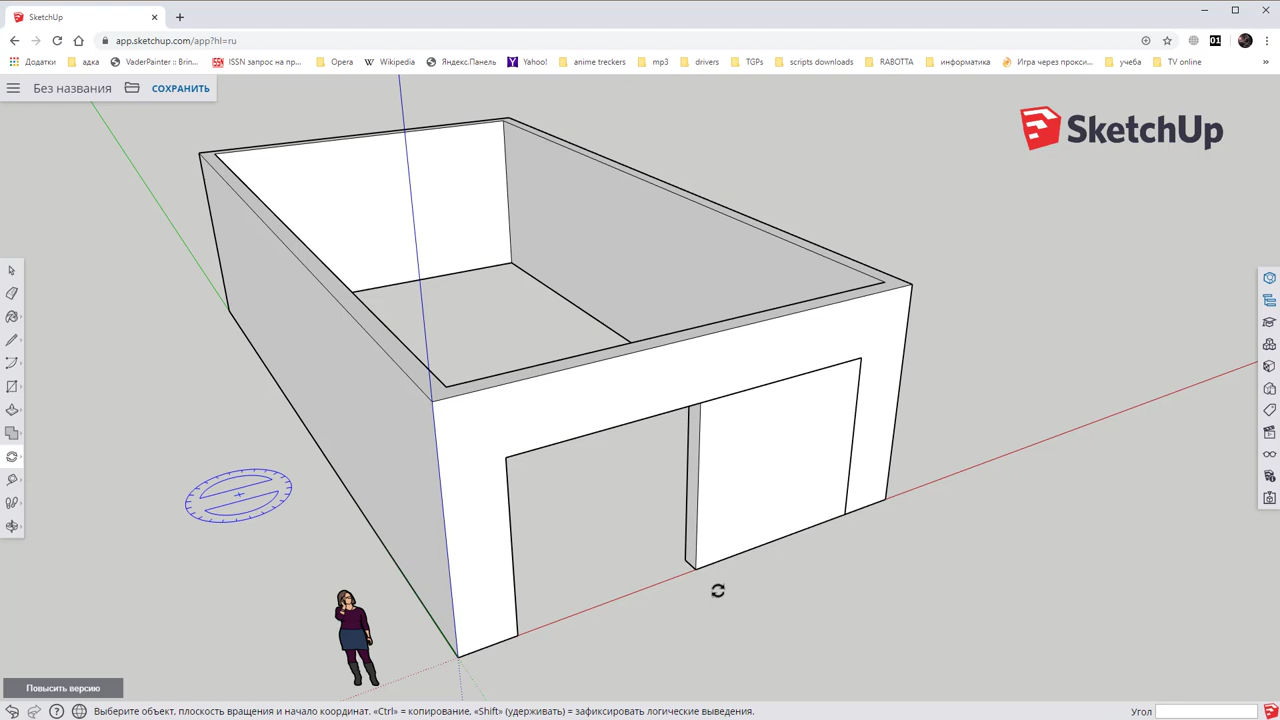 SketchUp
app.sketchup.com/app?hl=ru
01
Додатки
адка
VaderPainter :: Brin...
ISSN запрос на пр...
Opera
Wikipedia
Яндекс.Панель
Yahoo!
anime treckers
mp3
drivers
TGPs
scripts downloads
RABOTTA
информатика
Игра через прокси...
учеба
TV online
»
Без названия
СОХРАНИТЬ
SketchUp
Повысить версию
Выберите объект, плоскость вращения и начало координат. «Ctrl» = копирование, «Shift» (удерживать) = зафиксировать логические выведения.
Угол